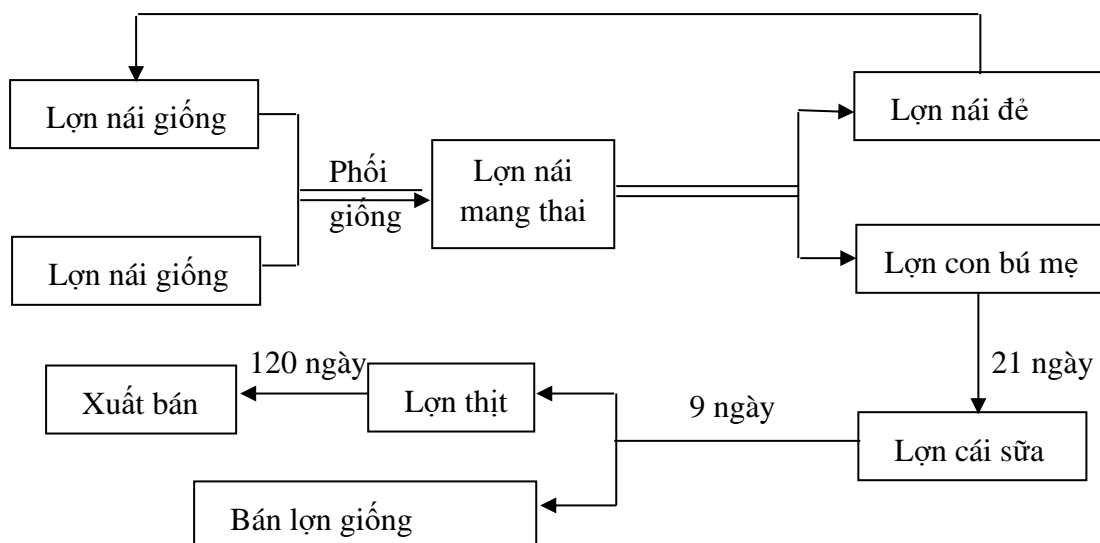 Lợn nái giống
Lợn nái đẻ
Phối
giống
Lợn nái
mang thai
Lợn nái giống
Lợn con bú mẹ
21 ngày
120 ngày
Xuất bán
Lợn thịt
9 ngày
Lợn cái sữa
Bán lợn giống